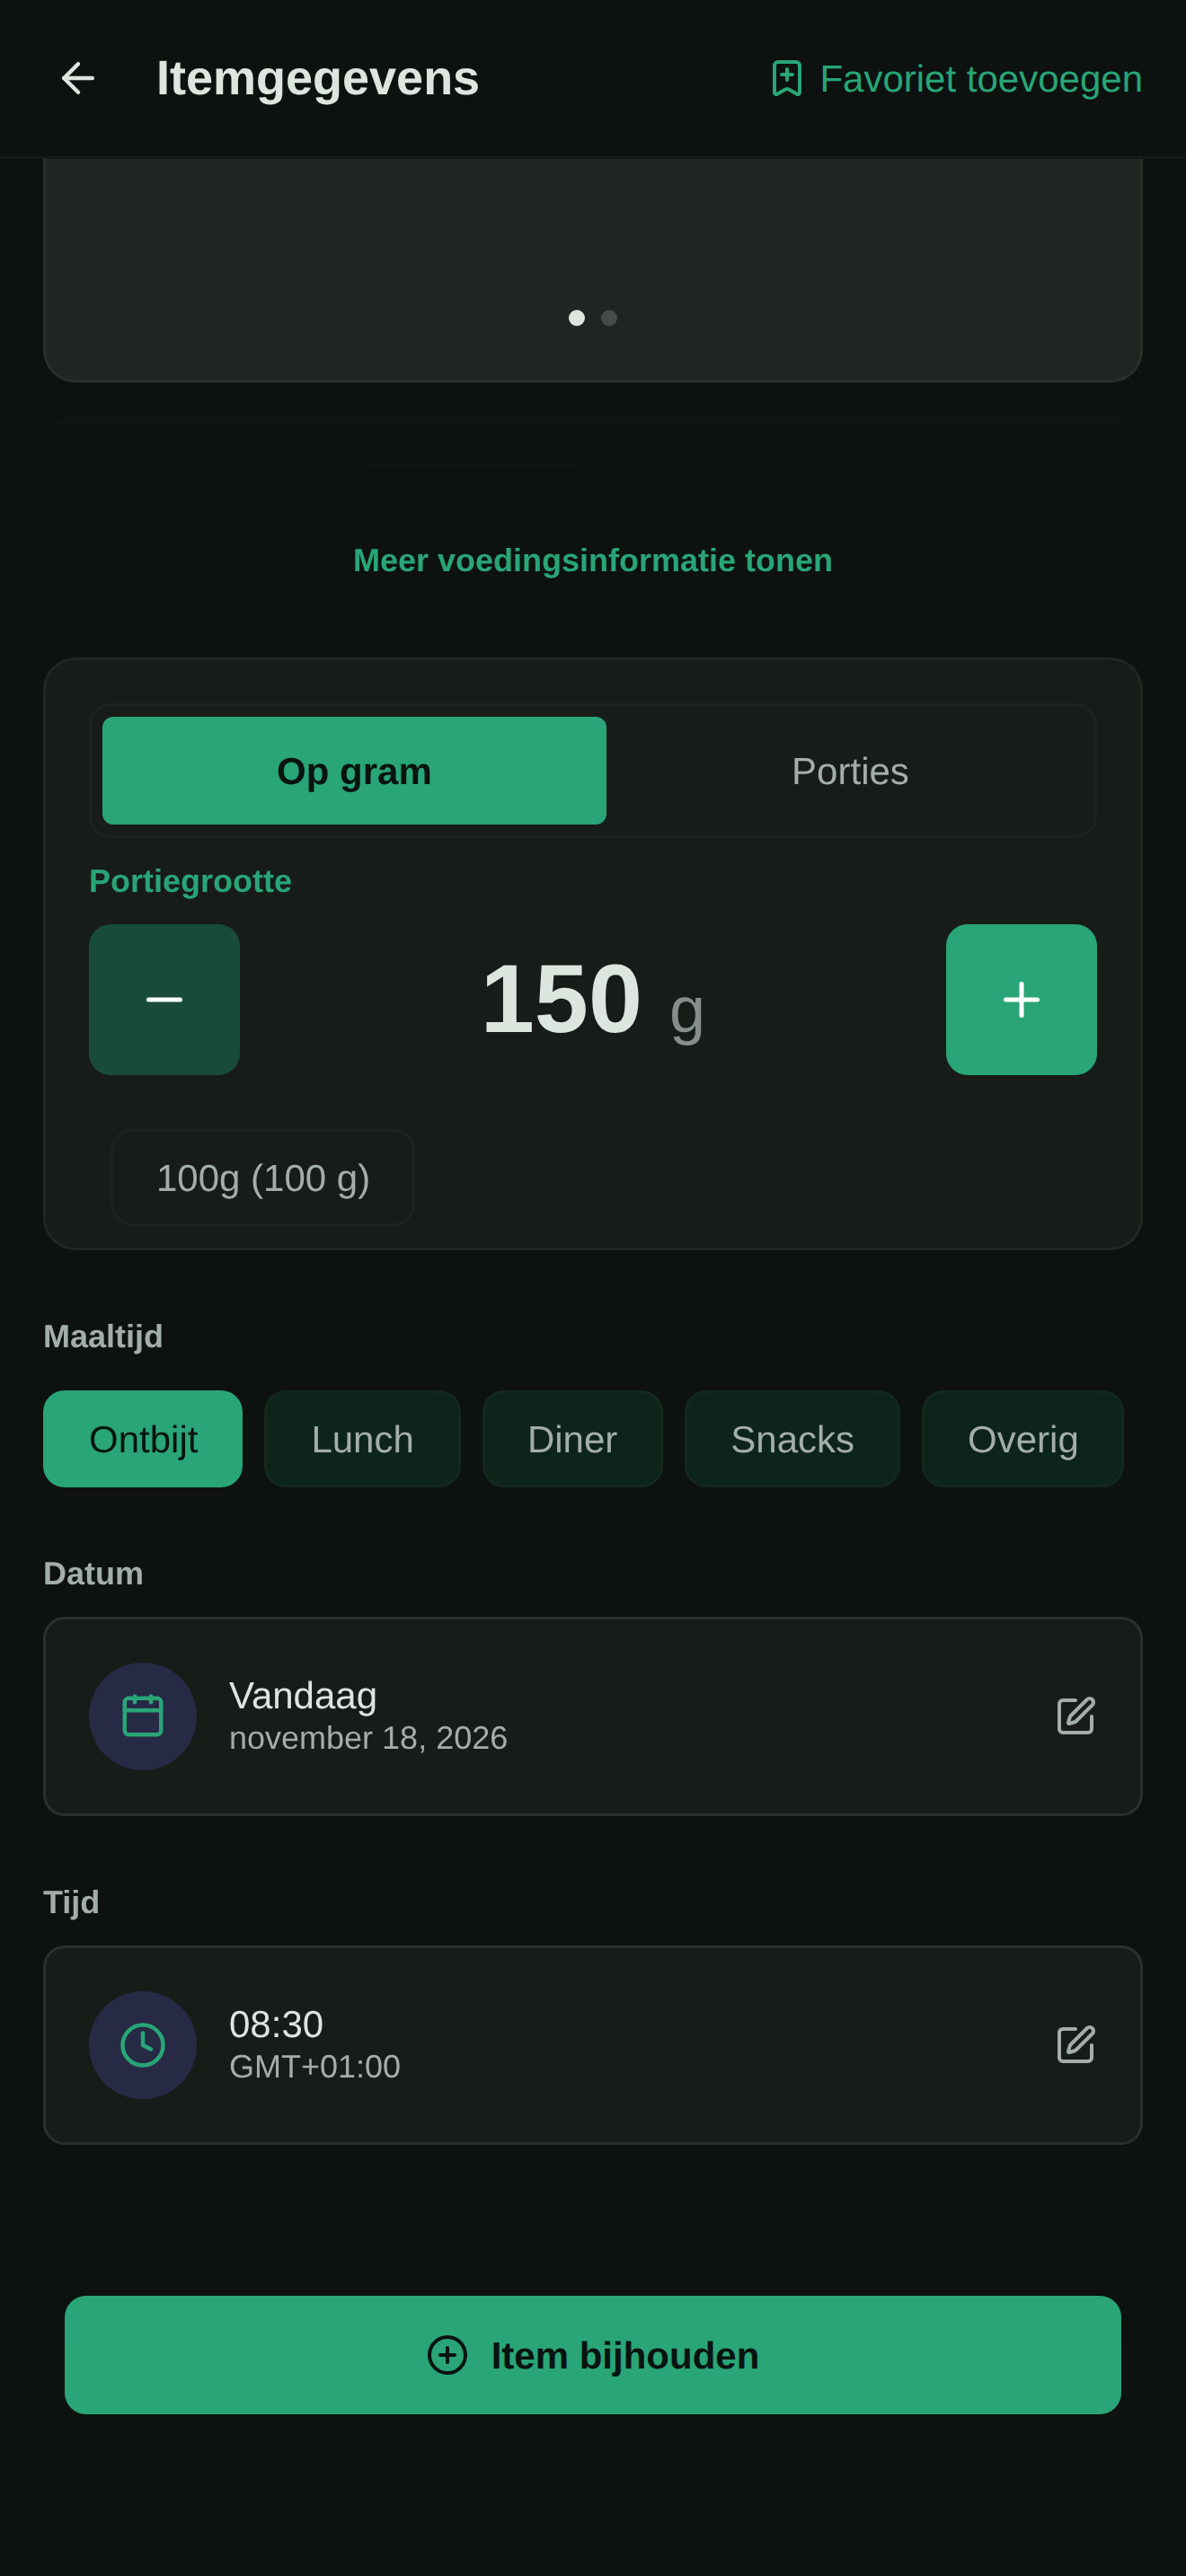 Itemgegevens
Favoriet toevoegen
Meer voedingsinformatie tonen
Op gram
Porties
Portiegrootte
150 g
100g (100 g)
Maaltijd
Ontbijt
Lunch
Diner
Snacks
Overig
Datum
Vandaag
november 18, 2026
Tijd
08:30
GMT+01:00
Item bijhouden